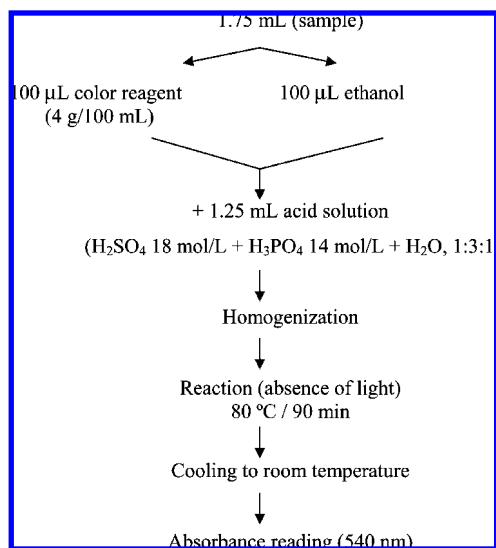 1.75 mL (sample)
100 μL color reagent
(4 g/100 mL)
100 μL ethanol
+ 1.25 mL acid solution
(H₂SO₄ 18 mol/L + H₃PO₄ 14 mol/L + H₂O, 1:3:1
Homogenization
Reaction (absence of light)
80 ºC / 90 min
Cooling to room temperature
Absorbance reading (540 nm)